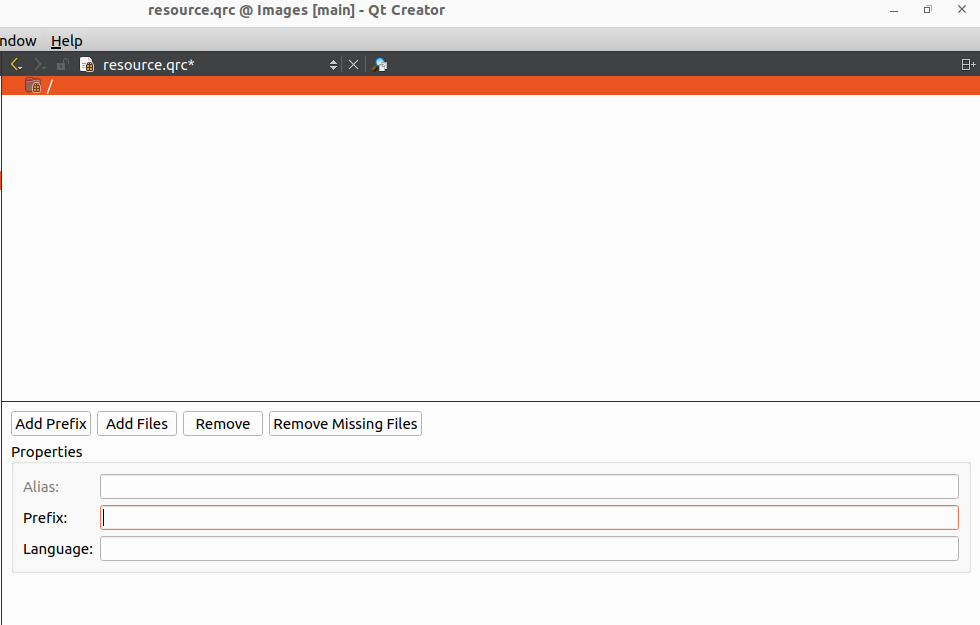 resource.qrc @ Images [main] - Qt Creator
ndow Help
resource.qrc*
/
Add Prefix Add Files Remove Remove Missing Files
Properties
Alias:
Prefix:
Language: